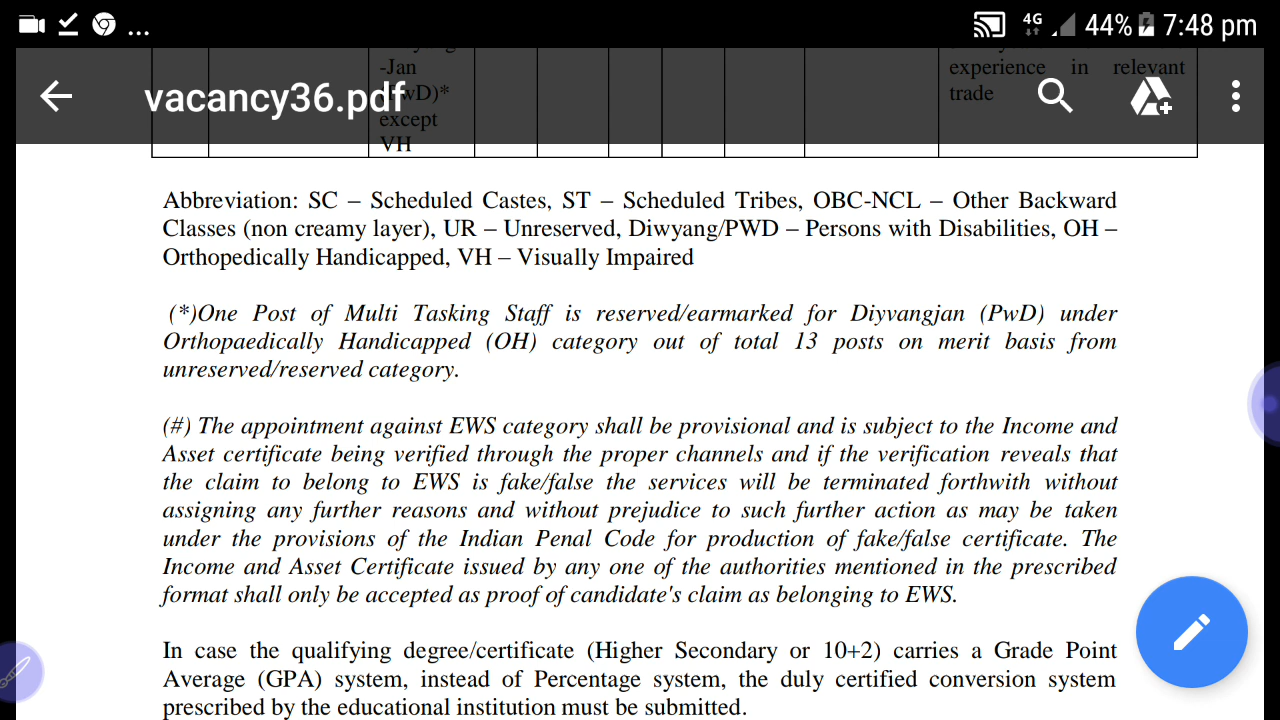 ... 4G 44% 7:48 pm
-Jan experience in relevant
vacancy36.pdf
wD)* trade
except
VH
Abbreviation: SC – Scheduled Castes, ST – Scheduled Tribes, OBC-NCL – Other Backward
Classes (non creamy layer), UR – Unreserved, Diwyang/PWD – Persons with Disabilities, OH –
Orthopedically Handicapped, VH – Visually Impaired
(*)One Post of Multi Tasking Staff is reserved/earmarked for Diyvangjan (PwD) under
Orthopaedically Handicapped (OH) category out of total 13 posts on merit basis from
unreserved/reserved category.
(#) The appointment against EWS category shall be provisional and is subject to the Income and
Asset certificate being verified through the proper channels and if the verification reveals that
the claim to belong to EWS is fake/false the services will be terminated forthwith without
assigning any further reasons and without prejudice to such further action as may be taken
under the provisions of the Indian Penal Code for production of fake/false certificate. The
Income and Asset Certificate issued by any one of the authorities mentioned in the prescribed
format shall only be accepted as proof of candidate's claim as belonging to EWS.
In case the qualifying degree/certificate (Higher Secondary or 10+2) carries a Grade Point
Average (GPA) system, instead of Percentage system, the duly certified conversion system
prescribed by the educational institution must be submitted.